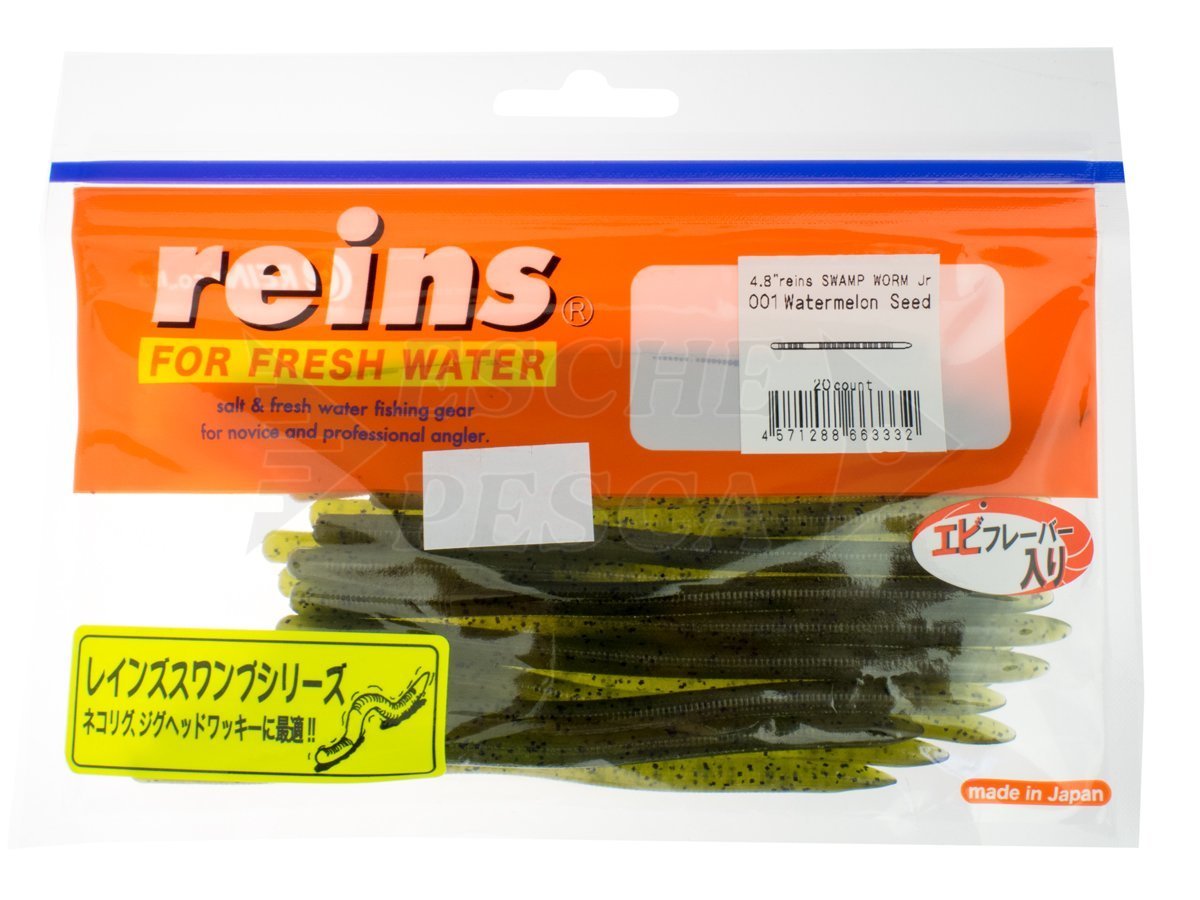 reins®
FOR FRESH WATER
salt & fresh water fishing gear
for novice and professional angler.
4.8"reins SWAMP WORM Jr
001 Watermelon Seed
20 count
4 571288 663332
ESCHE
PESCA
エビフレーバー
入り
レインズスワンプシリーズ
ネコリグ、ジグヘッドワッキーに最適!!
made in Japan